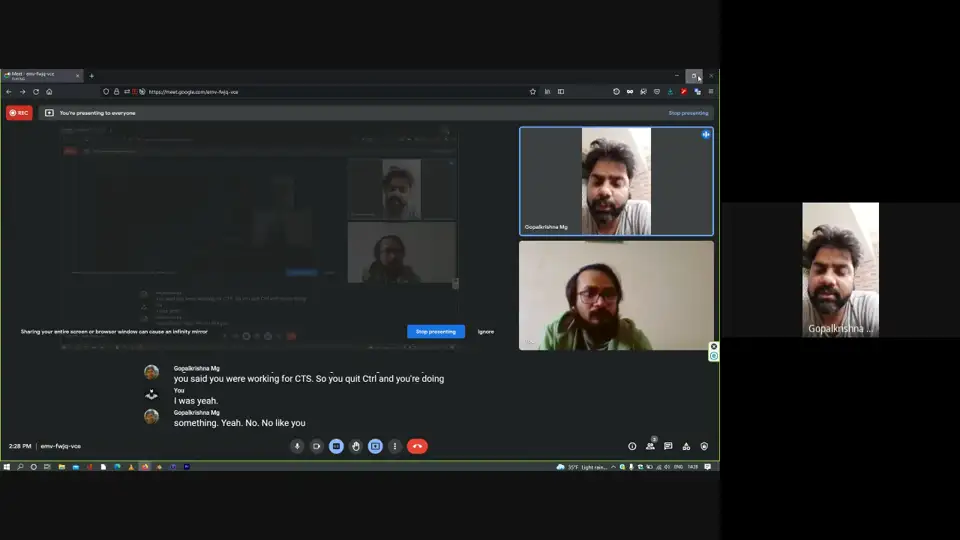 Meet - emv-fwjq-vce
https://meet.google.com/emv-fwjq-vce
REC
You're presenting to everyone
Stop presenting
Gopalkrishna Mg
Sharing your entire screen or browser window can cause an infinity mirror
Stop presenting
Ignore
Gopalkrishna ...
Gopalkrishna Mg
you said you were working for CTS. So you quit Ctrl and you're doing
You
I was yeah.
Gopalkrishna Mg
something. Yeah. No. No like you
2:28 PM | emv-fwjq-vce
Light rain...
ENG